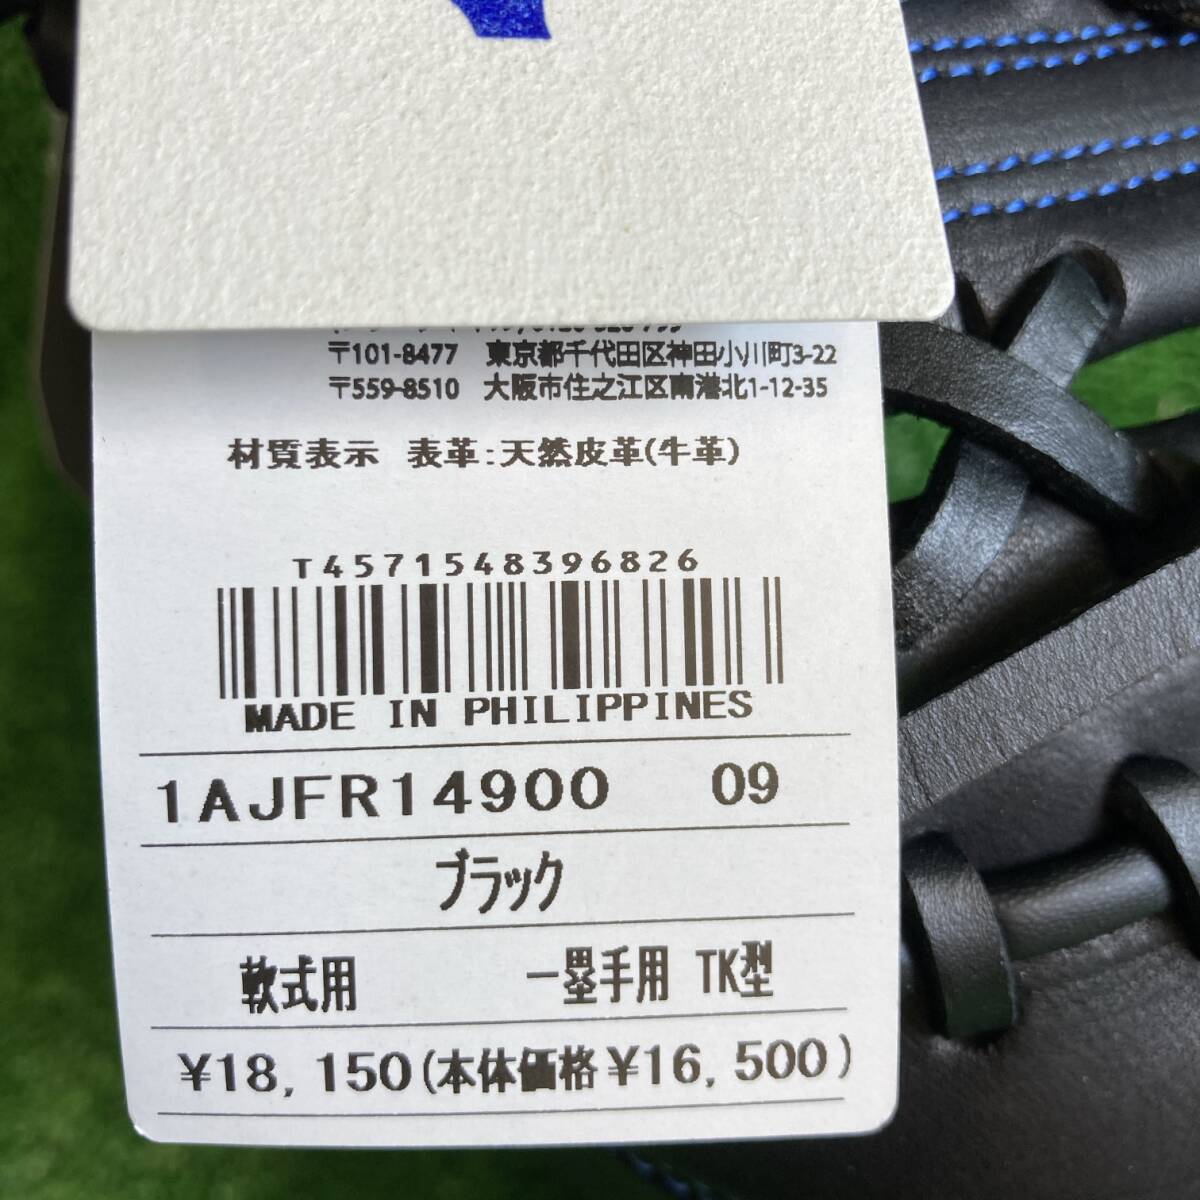 〒101-8477 東京都千代田区神田小川町3-22
〒559-8510 大阪市住之江区南港北1-12-35
材質表示 表革:天然皮革(牛革)
T4571548396826
MADE IN PHILIPPINES
1AJFR14900 09
ブラック
軟式用 一塁手用 TK型
¥18,150(本体価格¥16,500)